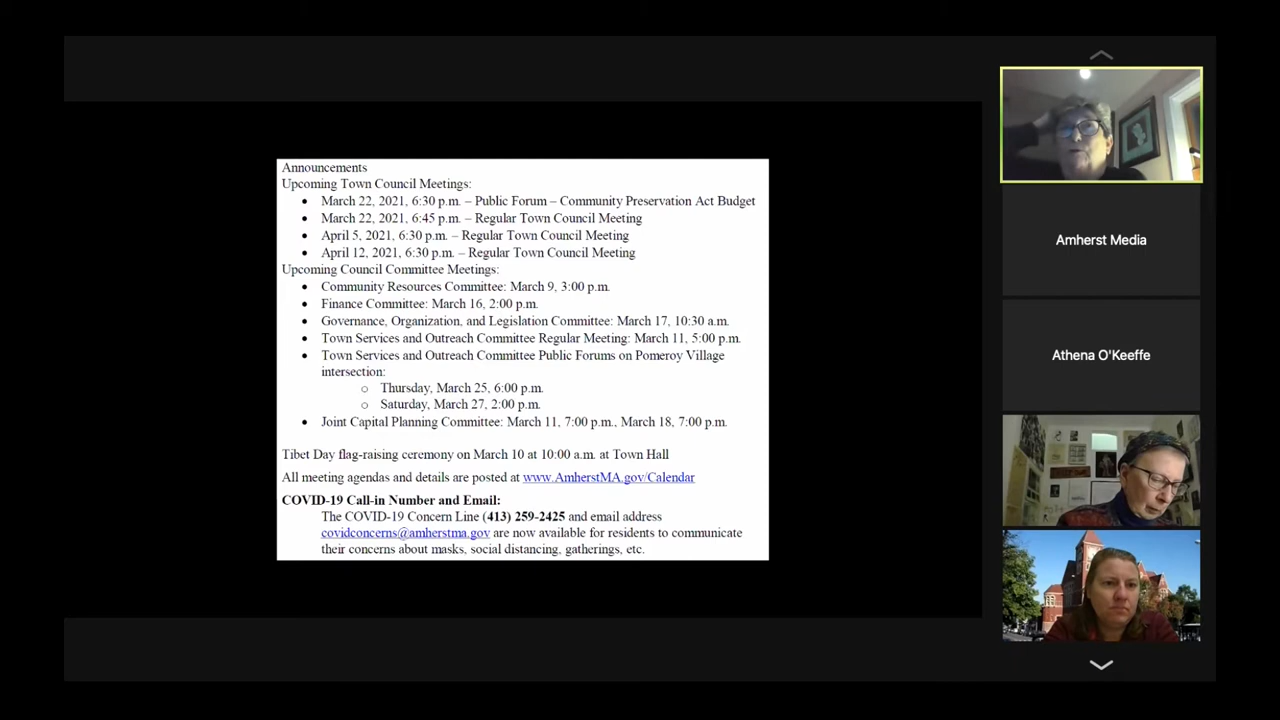 Announcements
Upcoming Town Council Meetings:
• March 22, 2021, 6:30 p.m. – Public Forum – Community Preservation Act Budget
• March 22, 2021, 6:45 p.m. – Regular Town Council Meeting
• April 5, 2021, 6:30 p.m. – Regular Town Council Meeting
• April 12, 2021, 6:30 p.m. – Regular Town Council Meeting
Upcoming Council Committee Meetings:
• Community Resources Committee: March 9, 3:00 p.m.
• Finance Committee: March 16, 2:00 p.m.
• Governance, Organization, and Legislation Committee: March 17, 10:30 a.m.
• Town Services and Outreach Committee Regular Meeting: March 11, 5:00 p.m.
• Town Services and Outreach Committee Public Forums on Pomeroy Village
intersection:
o Thursday, March 25, 6:00 p.m.
o Saturday, March 27, 2:00 p.m.
• Joint Capital Planning Committee: March 11, 7:00 p.m., March 18, 7:00 p.m.
Tibet Day flag-raising ceremony on March 10 at 10:00 a.m. at Town Hall
All meeting agendas and details are posted at www.AmherstMA.gov/Calendar
COVID-19 Call-in Number and Email:
The COVID-19 Concern Line (413) 259-2425 and email address
covidconcerns@amherstma.gov are now available for residents to communicate
their concerns about masks, social distancing, gatherings, etc.
Amherst Media
Athena O'Keeffe